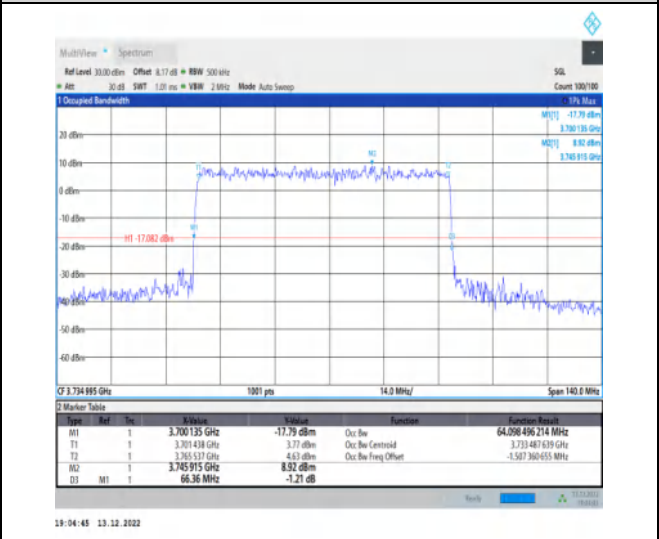 MultiView Spectrum
Ref Level 30.00 dBm Offset 8.17 dB RBW 500 kHz SGL
Att 30 dB SWT 1.01 ms VBW 2 MHz Mode Auto Sweep Count 100/100
1 Occupied Bandwidth 1Pk Max
M1[1] -17.79 dBm
3.700 135 GHz
M2[1] 8.92 dBm
3.745 915 GHz
20 dBm
10 dBm
M2
T1
T2
0 dBm
-10 dBm
M1
H1 -17.082 dBm
D3
-20 dBm
-30 dBm
-40 dBm
-50 dBm
-60 dBm
CF 3.734 995 GHz 1001 pts 14.0 MHz/ Span 140.0 MHz
2 Marker Table
Type Ref Trc X-Value Y-Value Function Function Result
M1 1 3.700135 GHz -17.79 dBm Occ Bw 64.098 496 214 MHz
T1 1 3.701 438 GHz 3.77 dBm Occ Bw Centroid 3.733 487 639 GHz
T2 1 3.765 537 GHz 4.63 dBm Occ Bw Freq Offset -1.507 360 655 MHz
M2 1 3.745915 GHz 8.92 dBm
D3 M1 1 66.36 MHz -1.21 dB
Ready 13.12.2022
19:04:45 13.12.2022